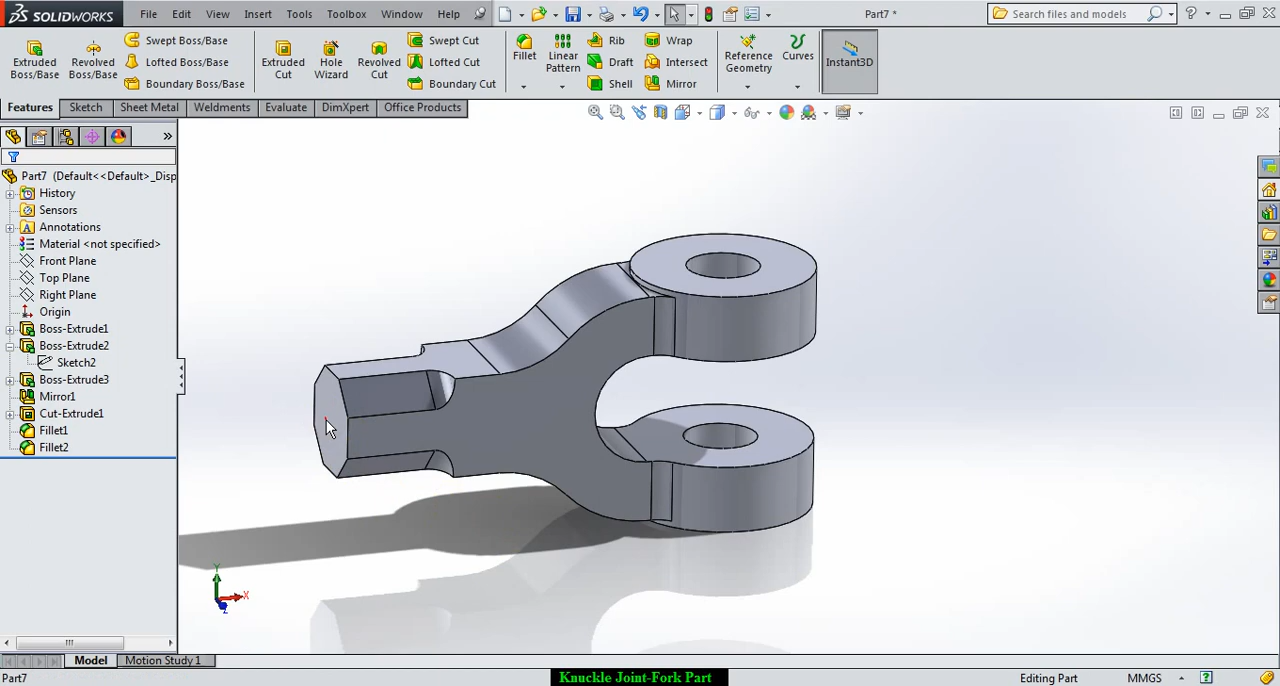 SOLIDWORKS File Edit View Insert Tools Toolbox Window Help Part7 * Search files and models ?
Extruded Boss/Base
Boss/Base
Swept Boss/Base
Lofted Boss/Base
Boundary Boss/Base
Extruded Cut
Hole Wizard
Revolved Cut
Swept Cut
Lofted Cut
Boundary Cut
Fillet
Linear Pattern
Rib
Draft
Shell
Wrap
Intersect
Mirror
Reference Geometry
Curves
Instant3D
Features Sketch Sheet Metal Weldments Evaluate DimXpert Office Products
Part7 (Default<<Default>_Disp
History
Sensors
Annotations
Material <not specified>
Front Plane
Top Plane
Right Plane
Origin
Boss-Extrude1
Boss-Extrude2
Sketch2
Boss-Extrude3
Mirror1
Cut-Extrude1
Fillet1
Fillet2
Y
X
Z
Model Motion Study 1
Part7 Knuckle Joint-Fork Part Editing Part MMGS ?